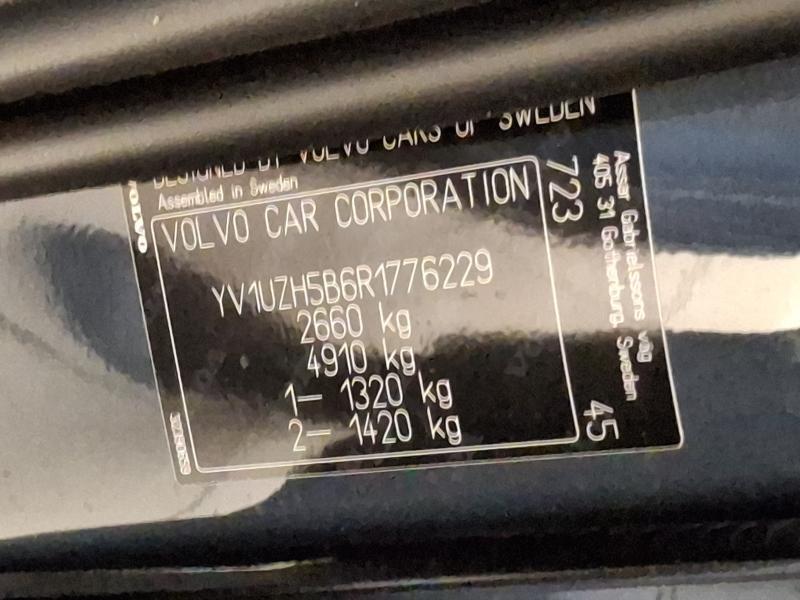 DESIGNED BY VOLVO CARS OF SWEDEN
Assembled in Sweden
VOLVO CAR CORPORATION
YV1UZH5B6R1776229
2660 kg
4910 kg
1– 1320 kg
2– 1420 kg
723
45
Assar Gabrielssons väg
405 31 Gothenburg, Sweden
VOLVO